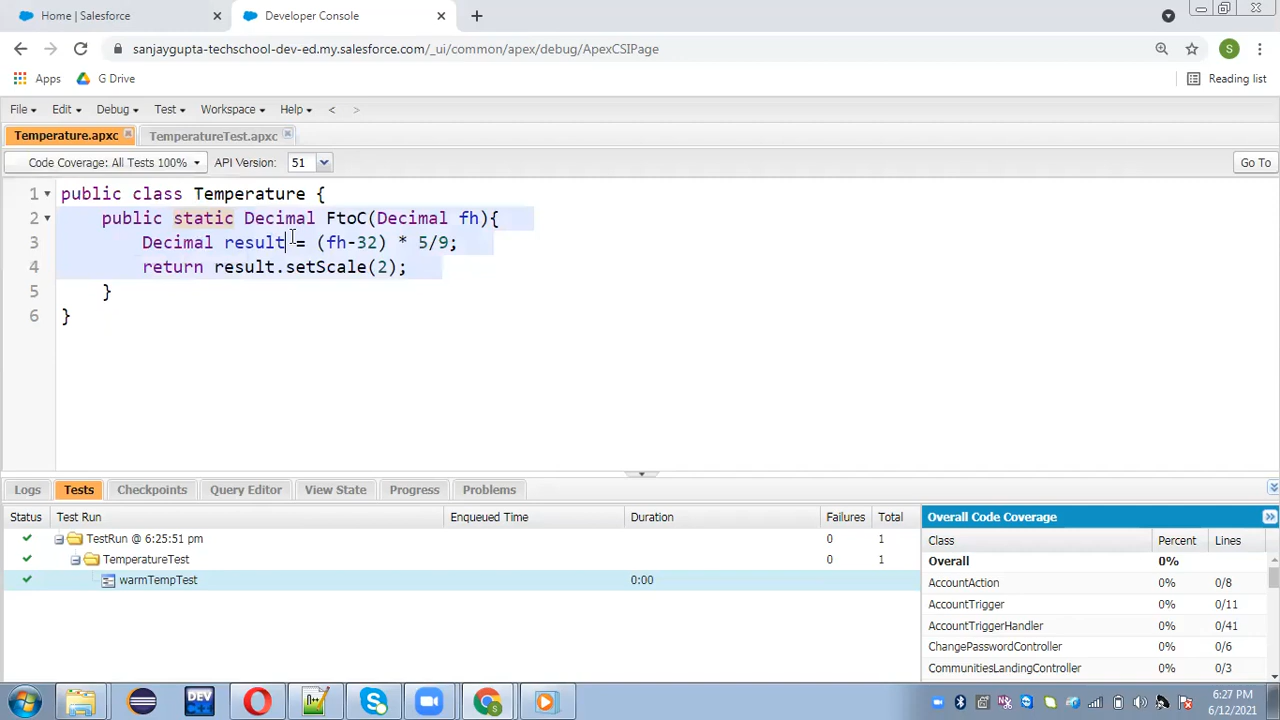 Home | Salesforce
Developer Console
sanjaygupta-techschool-dev-ed.my.salesforce.com/_ui/common/apex/debug/ApexCSIPage
S
Apps G Drive Reading list
File Edit Debug Test Workspace Help < >
Temperature.apxc TemperatureTest.apxc
Code Coverage: All Tests 100% API Version: 51 Go To
1 public class Temperature {
2 public static Decimal FtoC(Decimal fh){
3 Decimal result = (fh-32) * 5/9;
4 return result.setScale(2);
5 }
6 }
Logs Tests Checkpoints Query Editor View State Progress Problems
Status Test Run Enqueued Time Duration Failures Total
TestRun @ 6:25:51 pm 0 1
TemperatureTest 0 1
warmTempTest 0:00
Overall Code Coverage
Class Percent Lines
Overall 0%
AccountAction 0% 0/8
AccountTrigger 0% 0/11
AccountTriggerHandler 0% 0/41
ChangePasswordController 0% 0/6
CommunitiesLandingController 0% 0/3
DEV
6:27 PM
6/12/2021